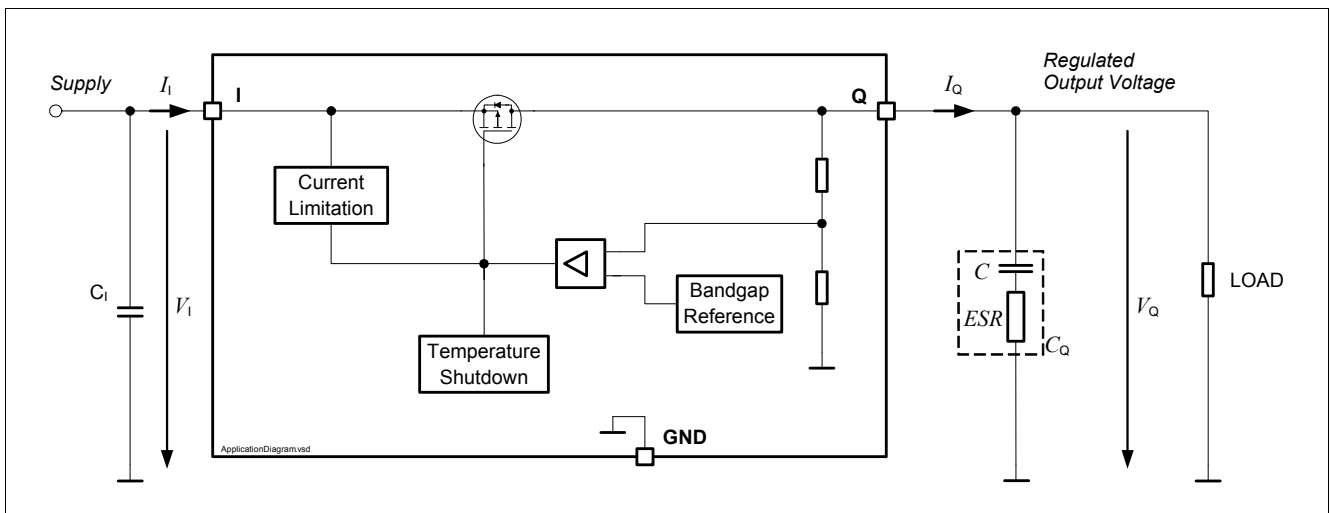 Supply
I_I
I
Q
I_Q
Regulated
Output Voltage
Current
Limitation
C_I
V_I
Bandgap
Reference
Temperature
Shutdown
C
ESR
C_Q
V_Q
LOAD
GND
ApplicationDiagram.vsd